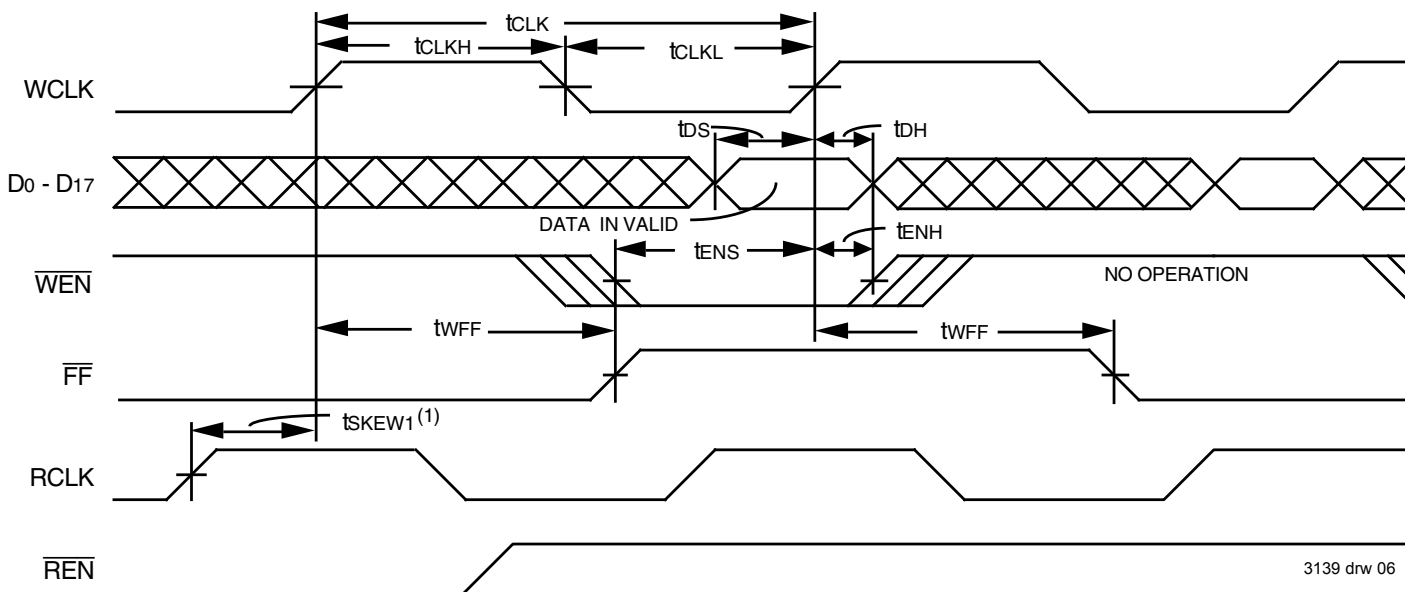 tCLK
tCLKH
tCLKL
WCLK
tDS
tDH
D0 - D17
DATA IN VALID
tENS
tENH
WEN
NO OPERATION
tWFF
tWFF
FF
tSKEW1(1)
RCLK
REN
3139 drw 06